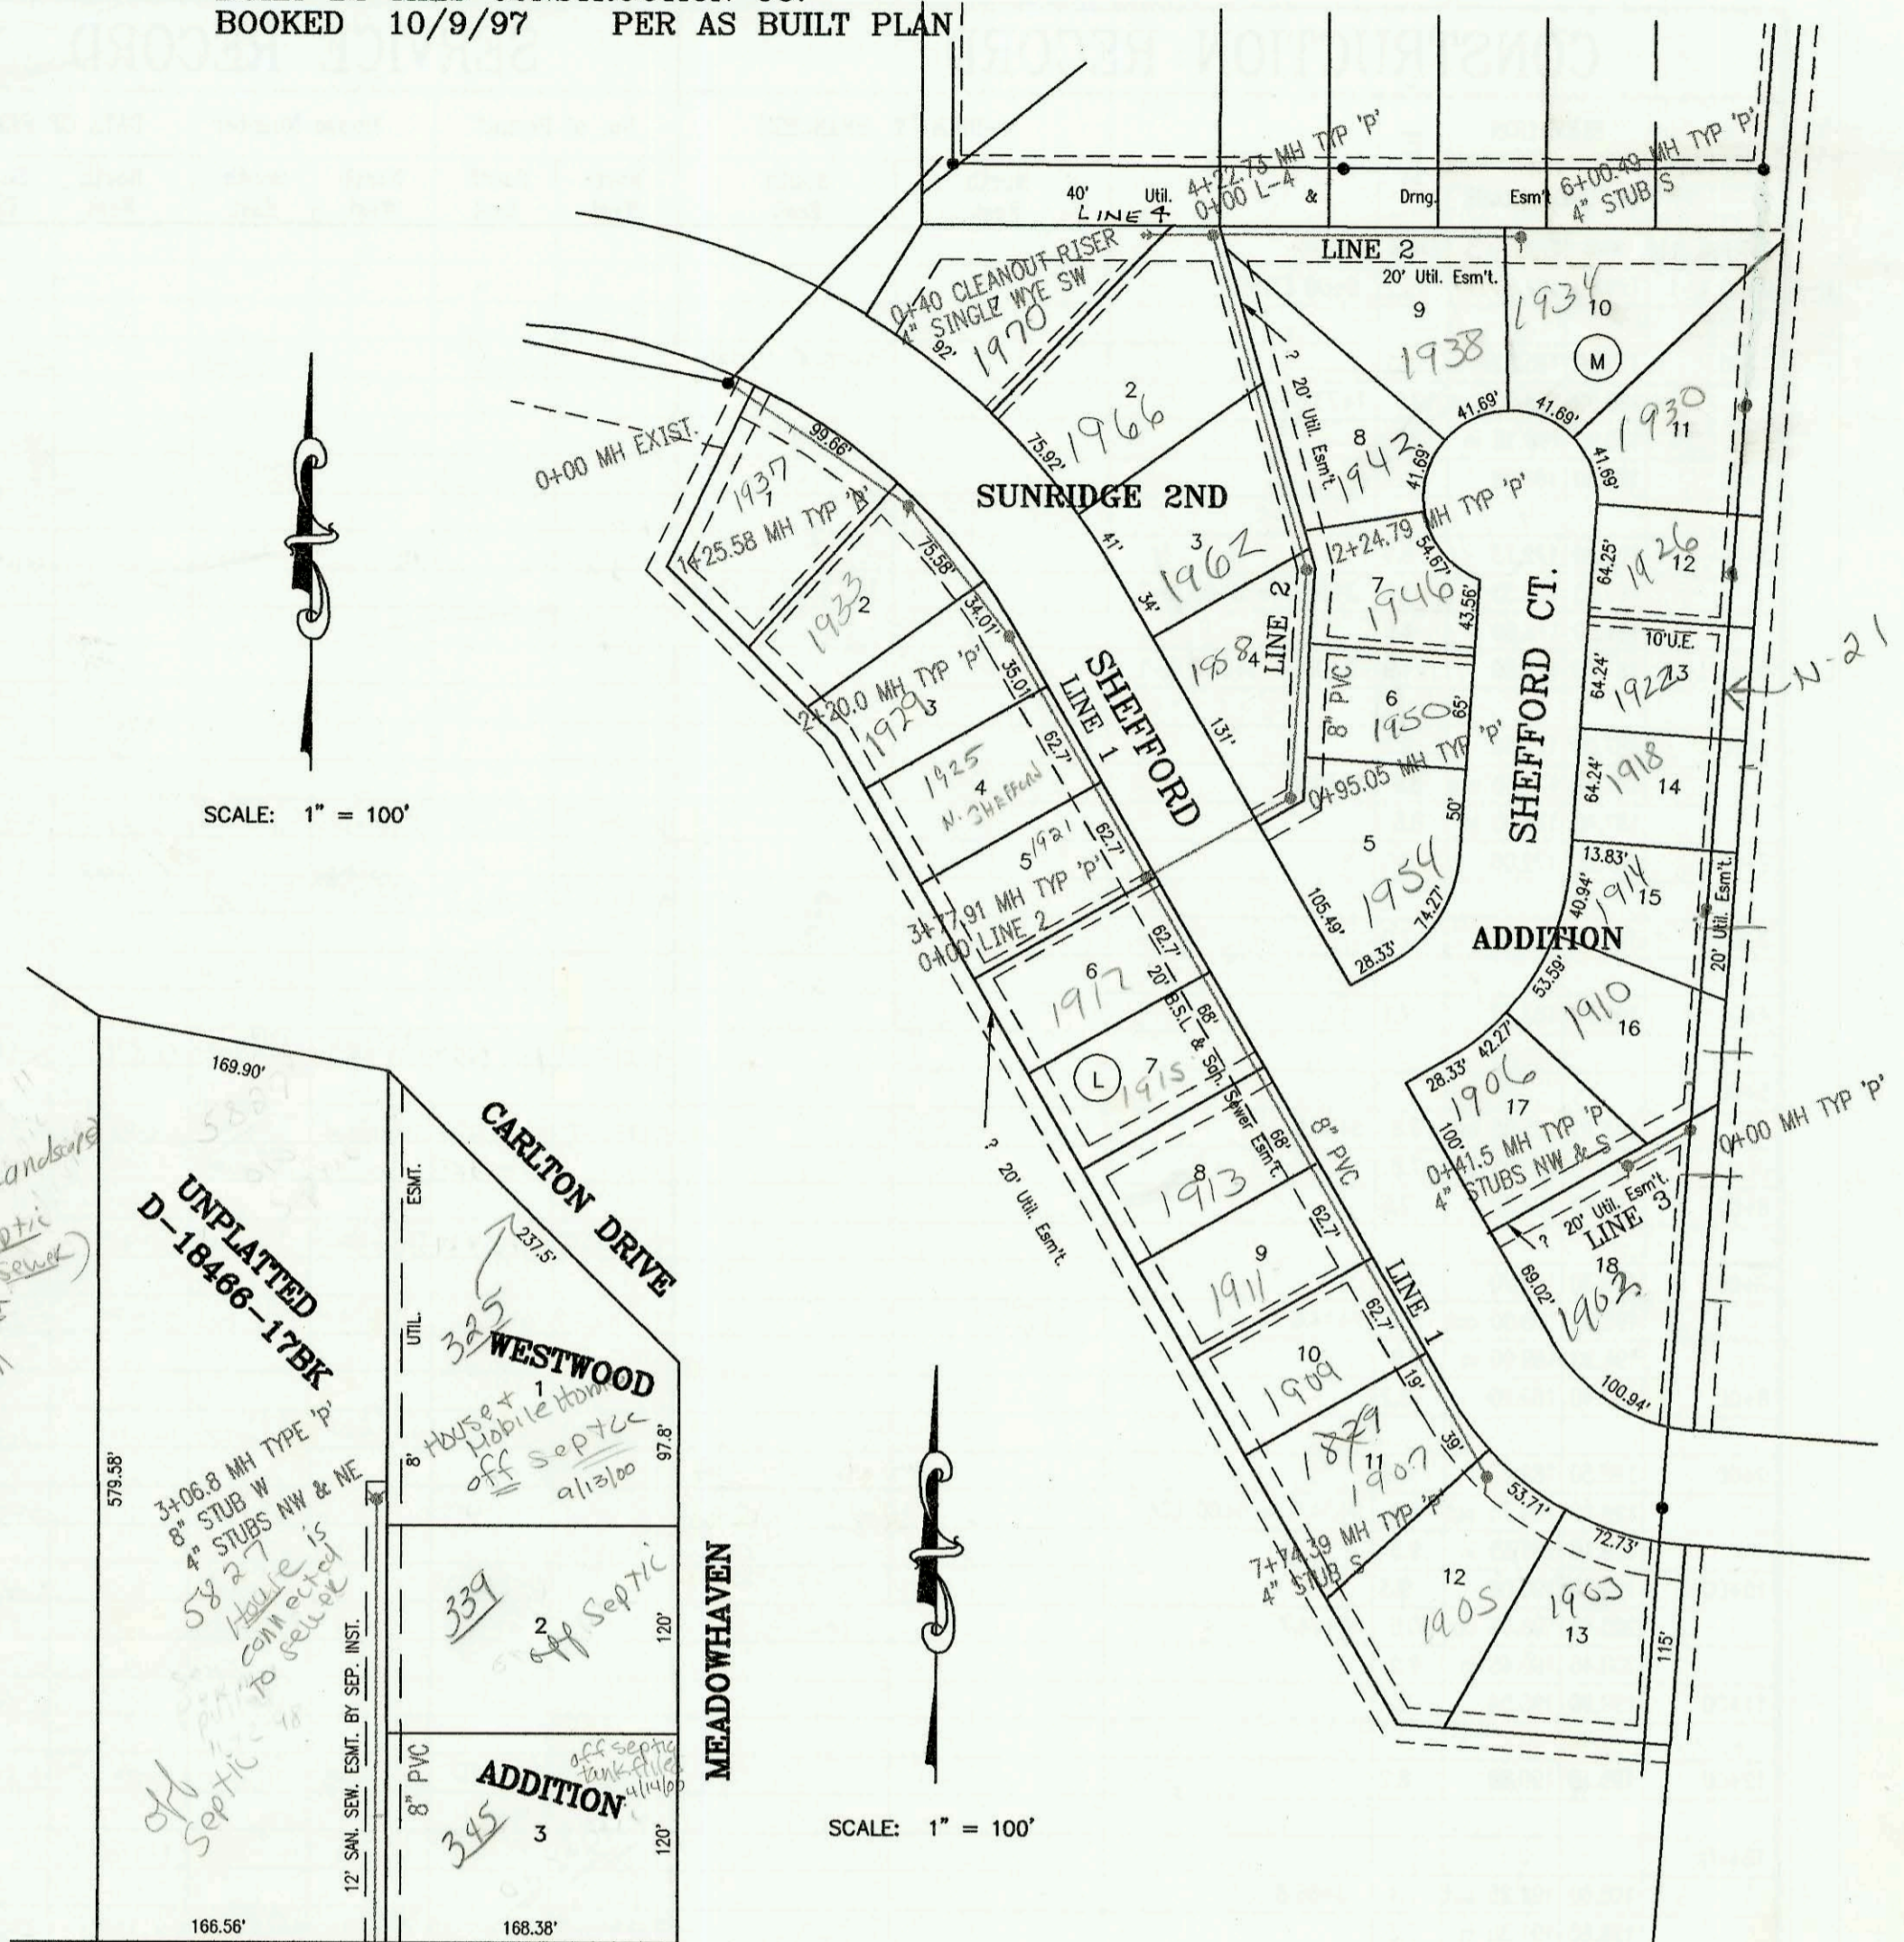 BOOKED 10/9/97 PER AS BUILT PLAN
CONSTRUCTION RECORD
SERVICE RECORD
4+22.73 MH TYP 'P'
0+00 L-4
6+00.49 MH TYP 'P'
4" STUB S
40' Util. & Drng. Esm't
LINE 4
LINE 2
20' Util. Esm't.
0+40 CLEANOUT RISER
4" SINGLE WYE SW
1970
92'
9
1938
1934
10
M
2
1966
75.92'
? 20' Util. Esm't.
41.69'
41.69'
1930
11
41.69'
8
1942
41.69'
0+00 MH EXIST.
99.66'
1937
1
1+25.58 MH TYP 'P'
SUNRIDGE 2ND
41'
3
1962
34'
2+24.79 MH TYP 'P'
54.67'
7
1946
43.56'
64.25'
1926
12
75.58'
1933
2
34.01'
10' U.E.
64.24'
1922
13
N-21
SHEFFORD CT.
LINE 2
1958
4
8" PVC
6
1950
65'
2+20.0 MH TYP 'P'
35.01'
1929
3
SHEFFORD
LINE 1
131'
62.7'
1925
4
N. SHEFFORD
0+95.05 MH TYP 'P'
50'
64.24'
1918
14
SCALE: 1" = 100'
5
1921
62.7'
5
1954
105.49'
74.27'
28.33'
13.83'
1914
15
40.94'
20' Util. Esm't.
3+77.91 MH TYP 'P'
0+00 LINE 2
ADDITION
62.7'
6
1917
20' B.S.L. & San. Sewer Esm't.
53.59'
1910
16
68'
L
7
1915
42.27'
28.33'
1906
17
100'
0+41.5 MH TYP 'P'
4" STUBS NW & S
0+00 MH TYP 'P'
8" PVC
68'
8
1913
? 20' Util. Esm't.
? 20' Util. Esm't.
LINE 3
18
1902
69.02'
62.7'
9
1911
LINE 1
62.7'
10
1909
100.94'
19'
39'
1829
11
1907
7+74.39 MH TYP 'P'
4" STUB S
53.71'
72.73'
12
1905
1903
13
115'
169.90'
Landscape
CARLTON DRIVE
UNPLATTED
D-18466-17BK
ESMT.
237.5'
325
UTIL.
WESTWOOD
1
House &
Mobile Home
off septic
9/13/00
8'
97.8'
579.58'
3+06.8 MH TYPE 'P'
8" STUB W
4" STUBS NW & NE
5827
House is
connected
to sewer
off
Septic
339
2
off Septic
120'
MEADOWHAVEN
12' SAN. SEW. ESMT. BY SEP. INST.
8" PVC
ADDITION
off septic
tank filled
4/14/00
345
3
120'
166.56'
168.38'
SCALE: 1" = 100'